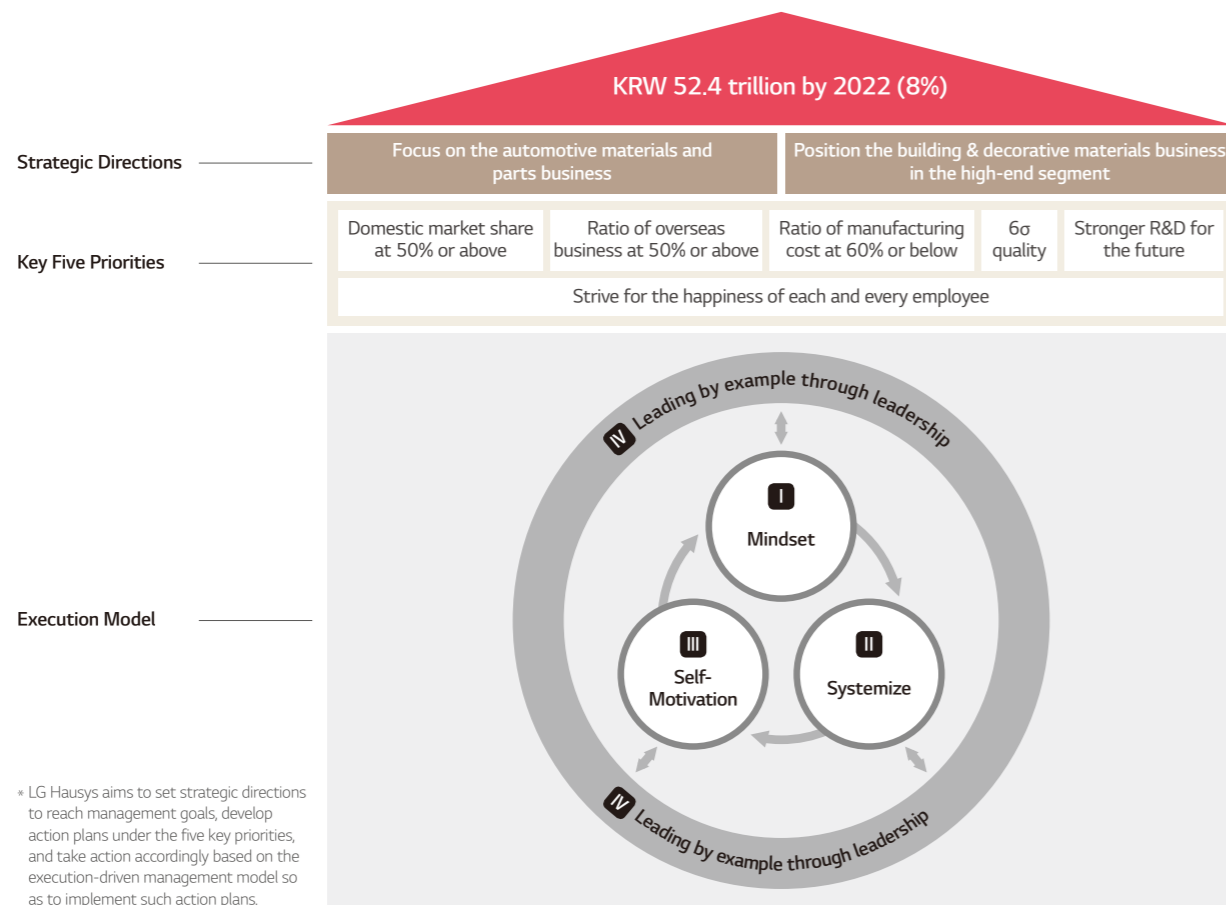 KRW 52.4 trillion by 2022 (8%)
Strategic Directions
Focus on the automotive materials and
parts business
Position the building & decorative materials business
in the high-end segment
Key Five Priorities
Domestic market share
at 50% or above
Ratio of overseas
business at 50% or above
Ratio of manufacturing
cost at 60% or below
6σ
quality
Stronger R&D for
the future
Strive for the happiness of each and every employee
Execution Model
IV Leading by example through leadership
I
Mindset
III
Self-
Motivation
II
Systemize
IV Leading by example through leadership
* LG Hausys aims to set strategic directions
to reach management goals, develop
action plans under the five key priorities,
and take action accordingly based on the
execution-driven management model so
as to implement such action plans.